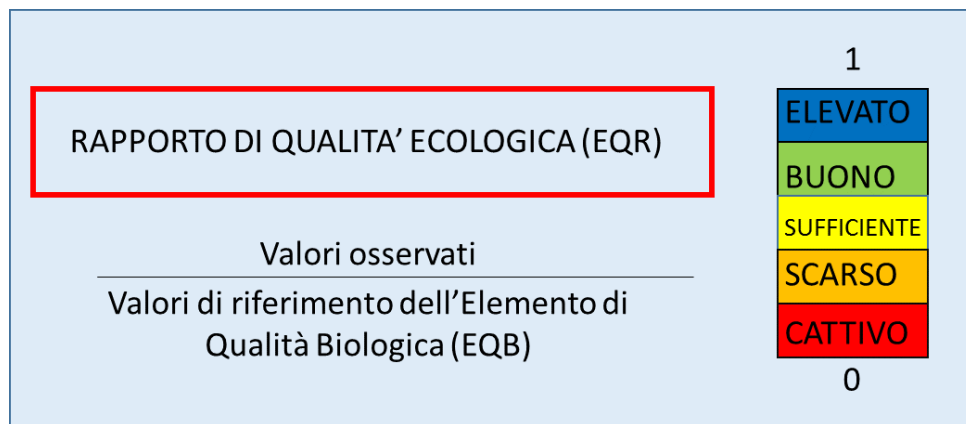 RAPPORTO DI QUALITA' ECOLOGICA (EQR)
Valori osservati
Valori di riferimento dell'Elemento di
Qualità Biologica (EQB)
1
ELEVATO
BUONO
SUFFICIENTE
SCARSO
CATTIVO
0